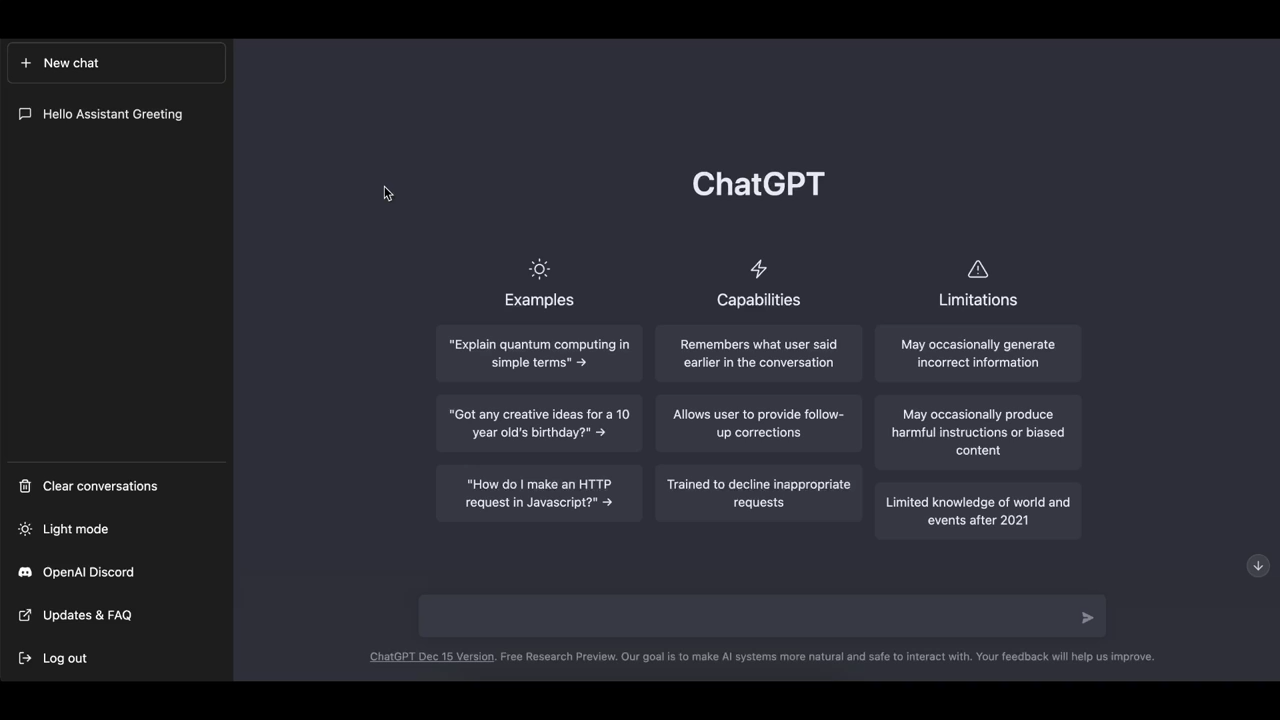 New chat
Hello Assistant Greeting
Clear conversations
Light mode
OpenAI Discord
Updates & FAQ
Log out
ChatGPT
Examples
"Explain quantum computing in
simple terms" →
"Got any creative ideas for a 10
year old's birthday?" →
"How do I make an HTTP
request in Javascript?" →
Capabilities
Remembers what user said
earlier in the conversation
Allows user to provide follow-
up corrections
Trained to decline inappropriate
requests
Limitations
May occasionally generate
incorrect information
May occasionally produce
harmful instructions or biased
content
Limited knowledge of world and
events after 2021
ChatGPT Dec 15 Version. Free Research Preview. Our goal is to make AI systems more natural and safe to interact with. Your feedback will help us improve.